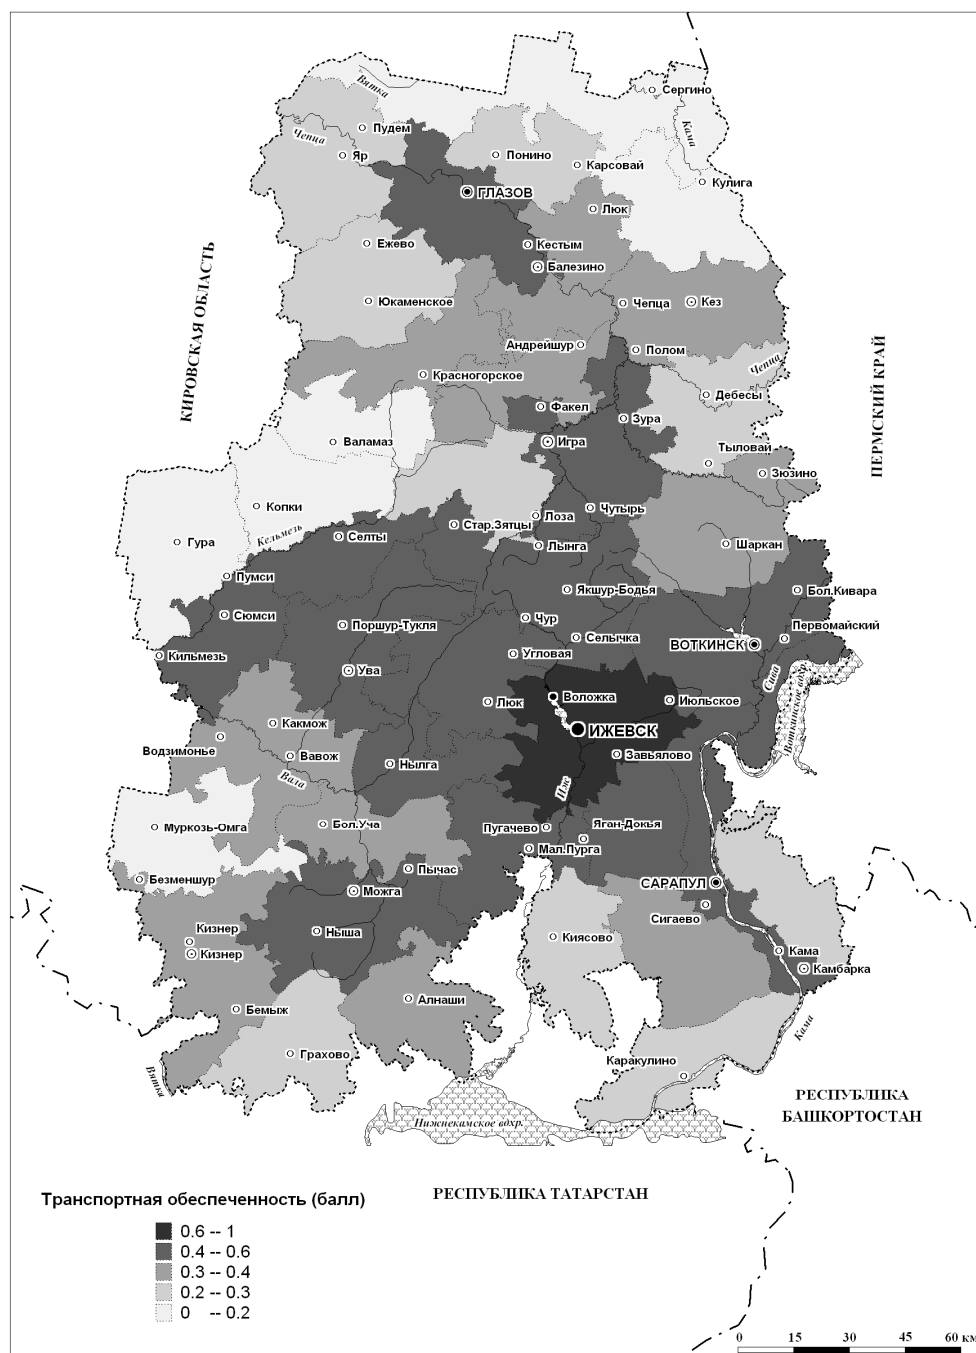 Сергино
Вятка
Кама
Пудем
Чепца
Яр
Понино
Карсовай
Кулига
ГЛАЗОВ
Люк
Ежево
Кестым
Балезино
КИРОВСКАЯ ОБЛАСТЬ
Юкаменское
Чепца
Кез
Андрейшур
Полом
ПЕРМСКИЙ КРАЙ
Чепца
Красногорское
Дебесы
Факел
Зура
Валамаз
Игра
Тыловай
Зюзино
Копки
Чутырь
Лоза
Стар.Зятцы
Кельмезь
Селты
Гура
Лынга
Шаркан
Пумси
Якшур-Бодья
Бол.Кивара
Сюмси
Чур
Поршур-Тукля
Первомайский
Селычка
ВОТКИНСК
Кильмезь
Угловая
Ува
Сива
Воткинское вдхр.
Воложка
Люк
Июльское
Какмож
ИЖЕВСК
Водзимонье
Вавож
Завьялово
Нылга
Вала
Иж
Муркозь-Омга
Бол.Уча
Пугачево
Яган-Докья
Мал.Пурга
Пычас
Безменшур
Можга
САРАПУЛ
Сигаево
Кизнер
Ныша
Киясово
Кизнер
Кама
Камбарка
Алнаши
Бемыж
Кама
Грахово
Каракулино
Вятка
РЕСПУБЛИКА
БАШКОРТОСТАН
Нижнекамское вдхр.
РЕСПУБЛИКА ТАТАРСТАН
Транспортная обеспеченность (балл)
0.6 -- 1
0.4 -- 0.6
0.3 -- 0.4
0.2 -- 0.3
0 -- 0.2
0 15 30 45 60 км